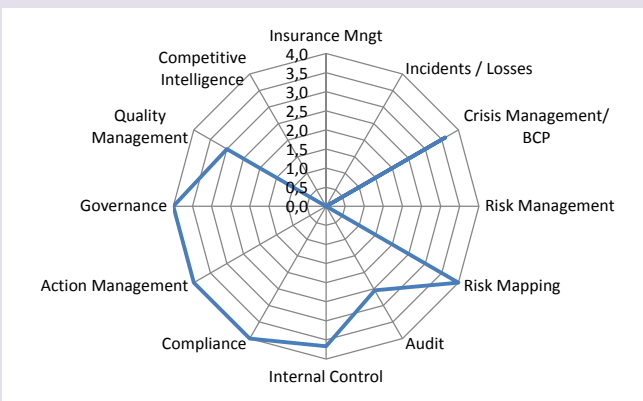 Insurance Mngt
4,0
3,5
3,0
2,5
2,0
1,5
1,0
0,5
0,0
Incidents / Losses
Crisis Management/
BCP
Risk Management
Risk Mapping
Audit
Internal Control
Compliance
Action Management
Governance
Quality
Management
Competitive
Intelligence